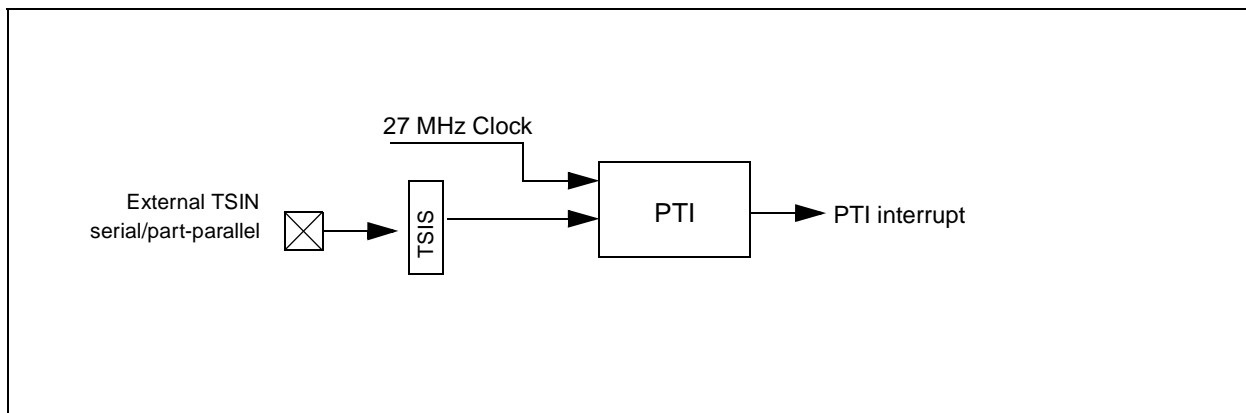 27 MHz Clock
External TSIN
serial/part-parallel
TSIS
PTI
PTI interrupt